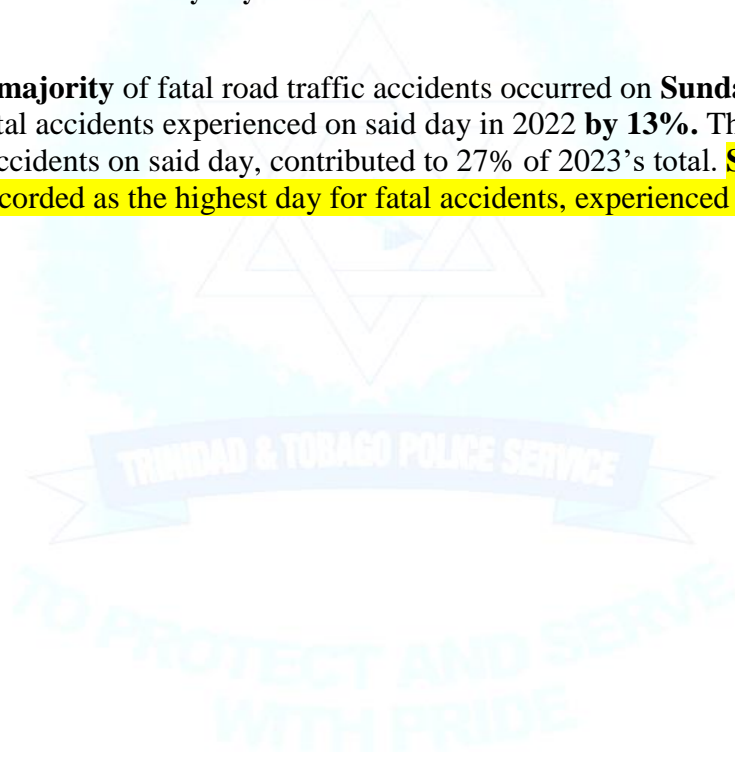 majority of fatal road traffic accidents occurred on Sunda
tal accidents experienced on said day in 2022 by 13%. Th
ccidents on said day, contributed to 27% of 2023's total. S
corded as the highest day for fatal accidents, experienced
TRINIDAD & TOBAGO POLICE SERVICE
TO PROTECT AND SERVE
WITH PRIDE